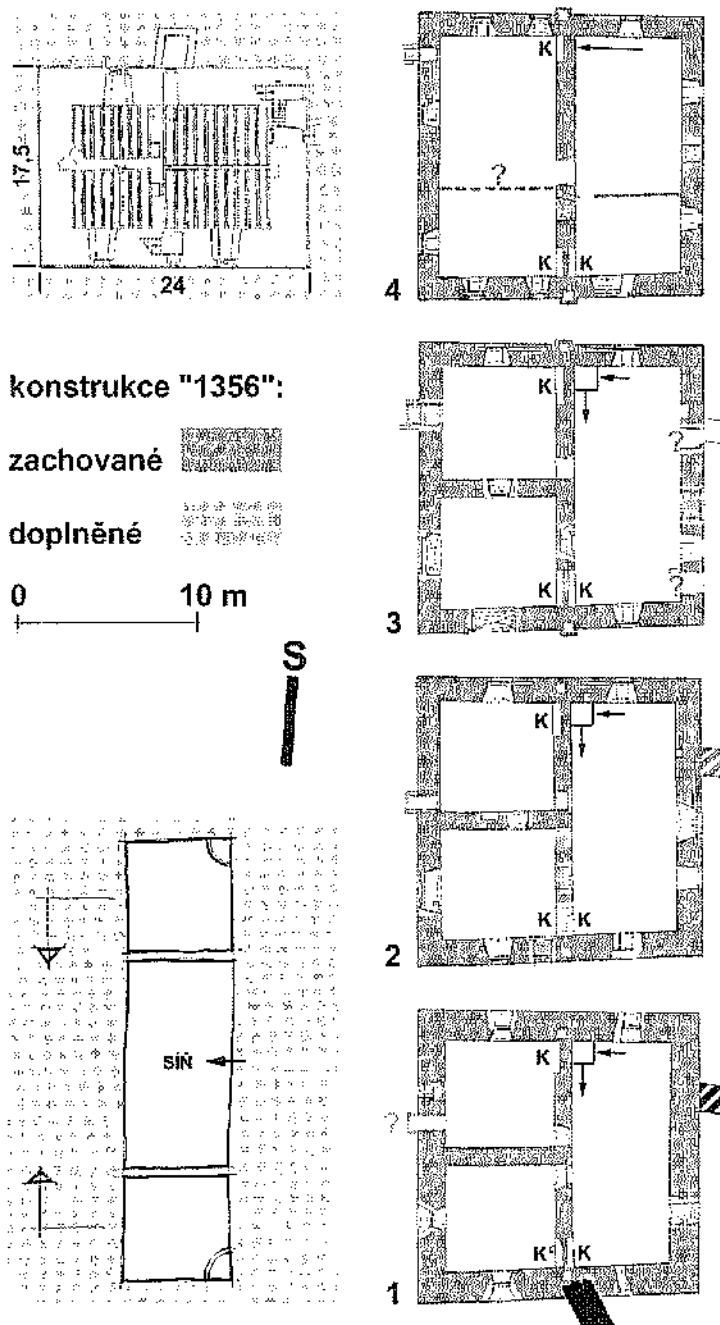 17,5
24
konstrukce "1356":
zachované
doplněné
0 10 m
S
SÍŇ
K
?
K K
4
K
?
?
K K
3
K
K K
2
K
?
K K
1